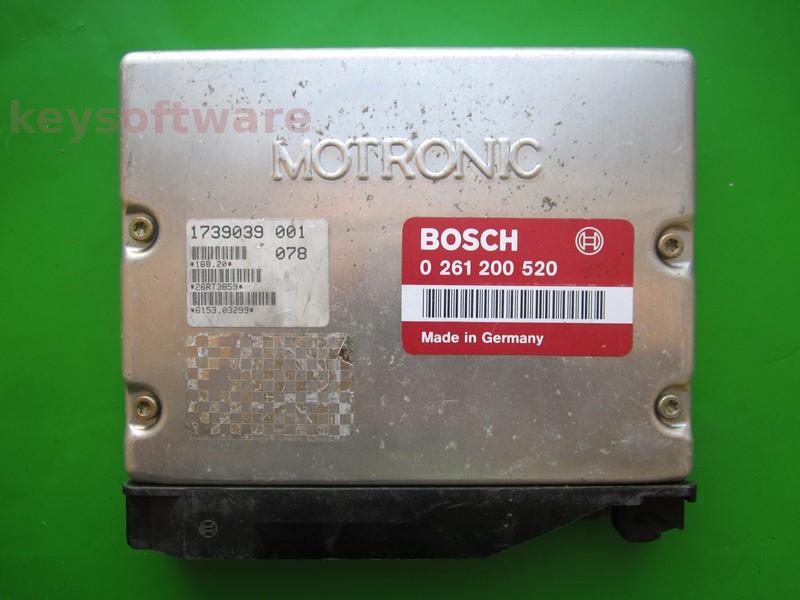 keysoftware
MOTRONIC
1739039 001
078
*168.20*
*26RT3859*
*6153.03299*
BOSCH
0 261 200 520
Made in Germany